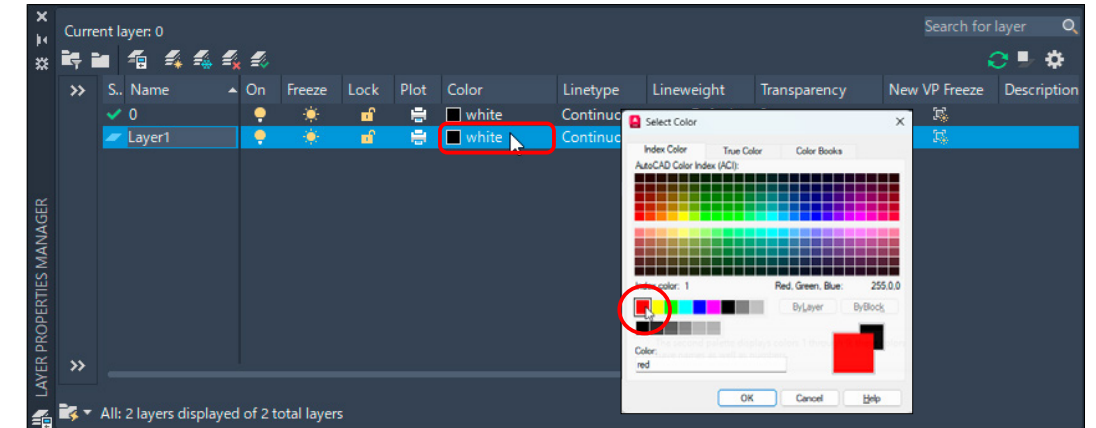 Current layer: 0
Search for layer
S.. Name On Freeze Lock Plot Color Linetype Lineweight Transparency New VP Freeze Description
0 white Continuc
Layer1 white Continuc
Select Color
Index Color True Color Color Books
AutoCAD Color Index (ACI):
Index color: 1 Red, Green, Blue: 255,0,0
ByLayer ByBlock
Color:
red
OK Cancel Help
LAYER PROPERTIES MANAGER
All: 2 layers displayed of 2 total layers